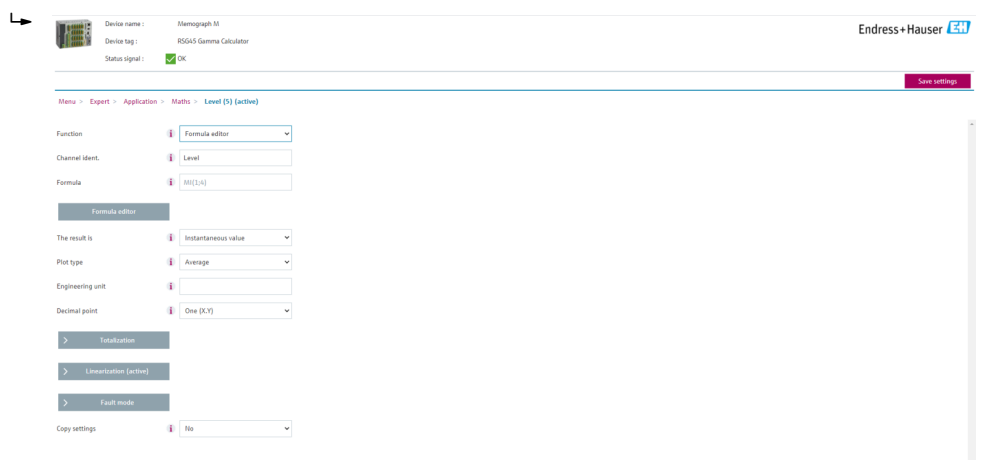 Device name : Memograph M
Endress+Hauser EH
Device tag : RSG45 Gamma Calculator
Status signal : OK
Save settings
Menu > Expert > Application > Maths > Level (5) (active)
Function i Formula editor
Channel ident. i Level
Formula i MI(1;4)
Formula editor
The result is i Instantaneous value
Plot type i Average
Engineering unit i
Decimal point i One (X.Y)
> Totalization
> Linearization (active)
> Fault mode
Copy settings i No